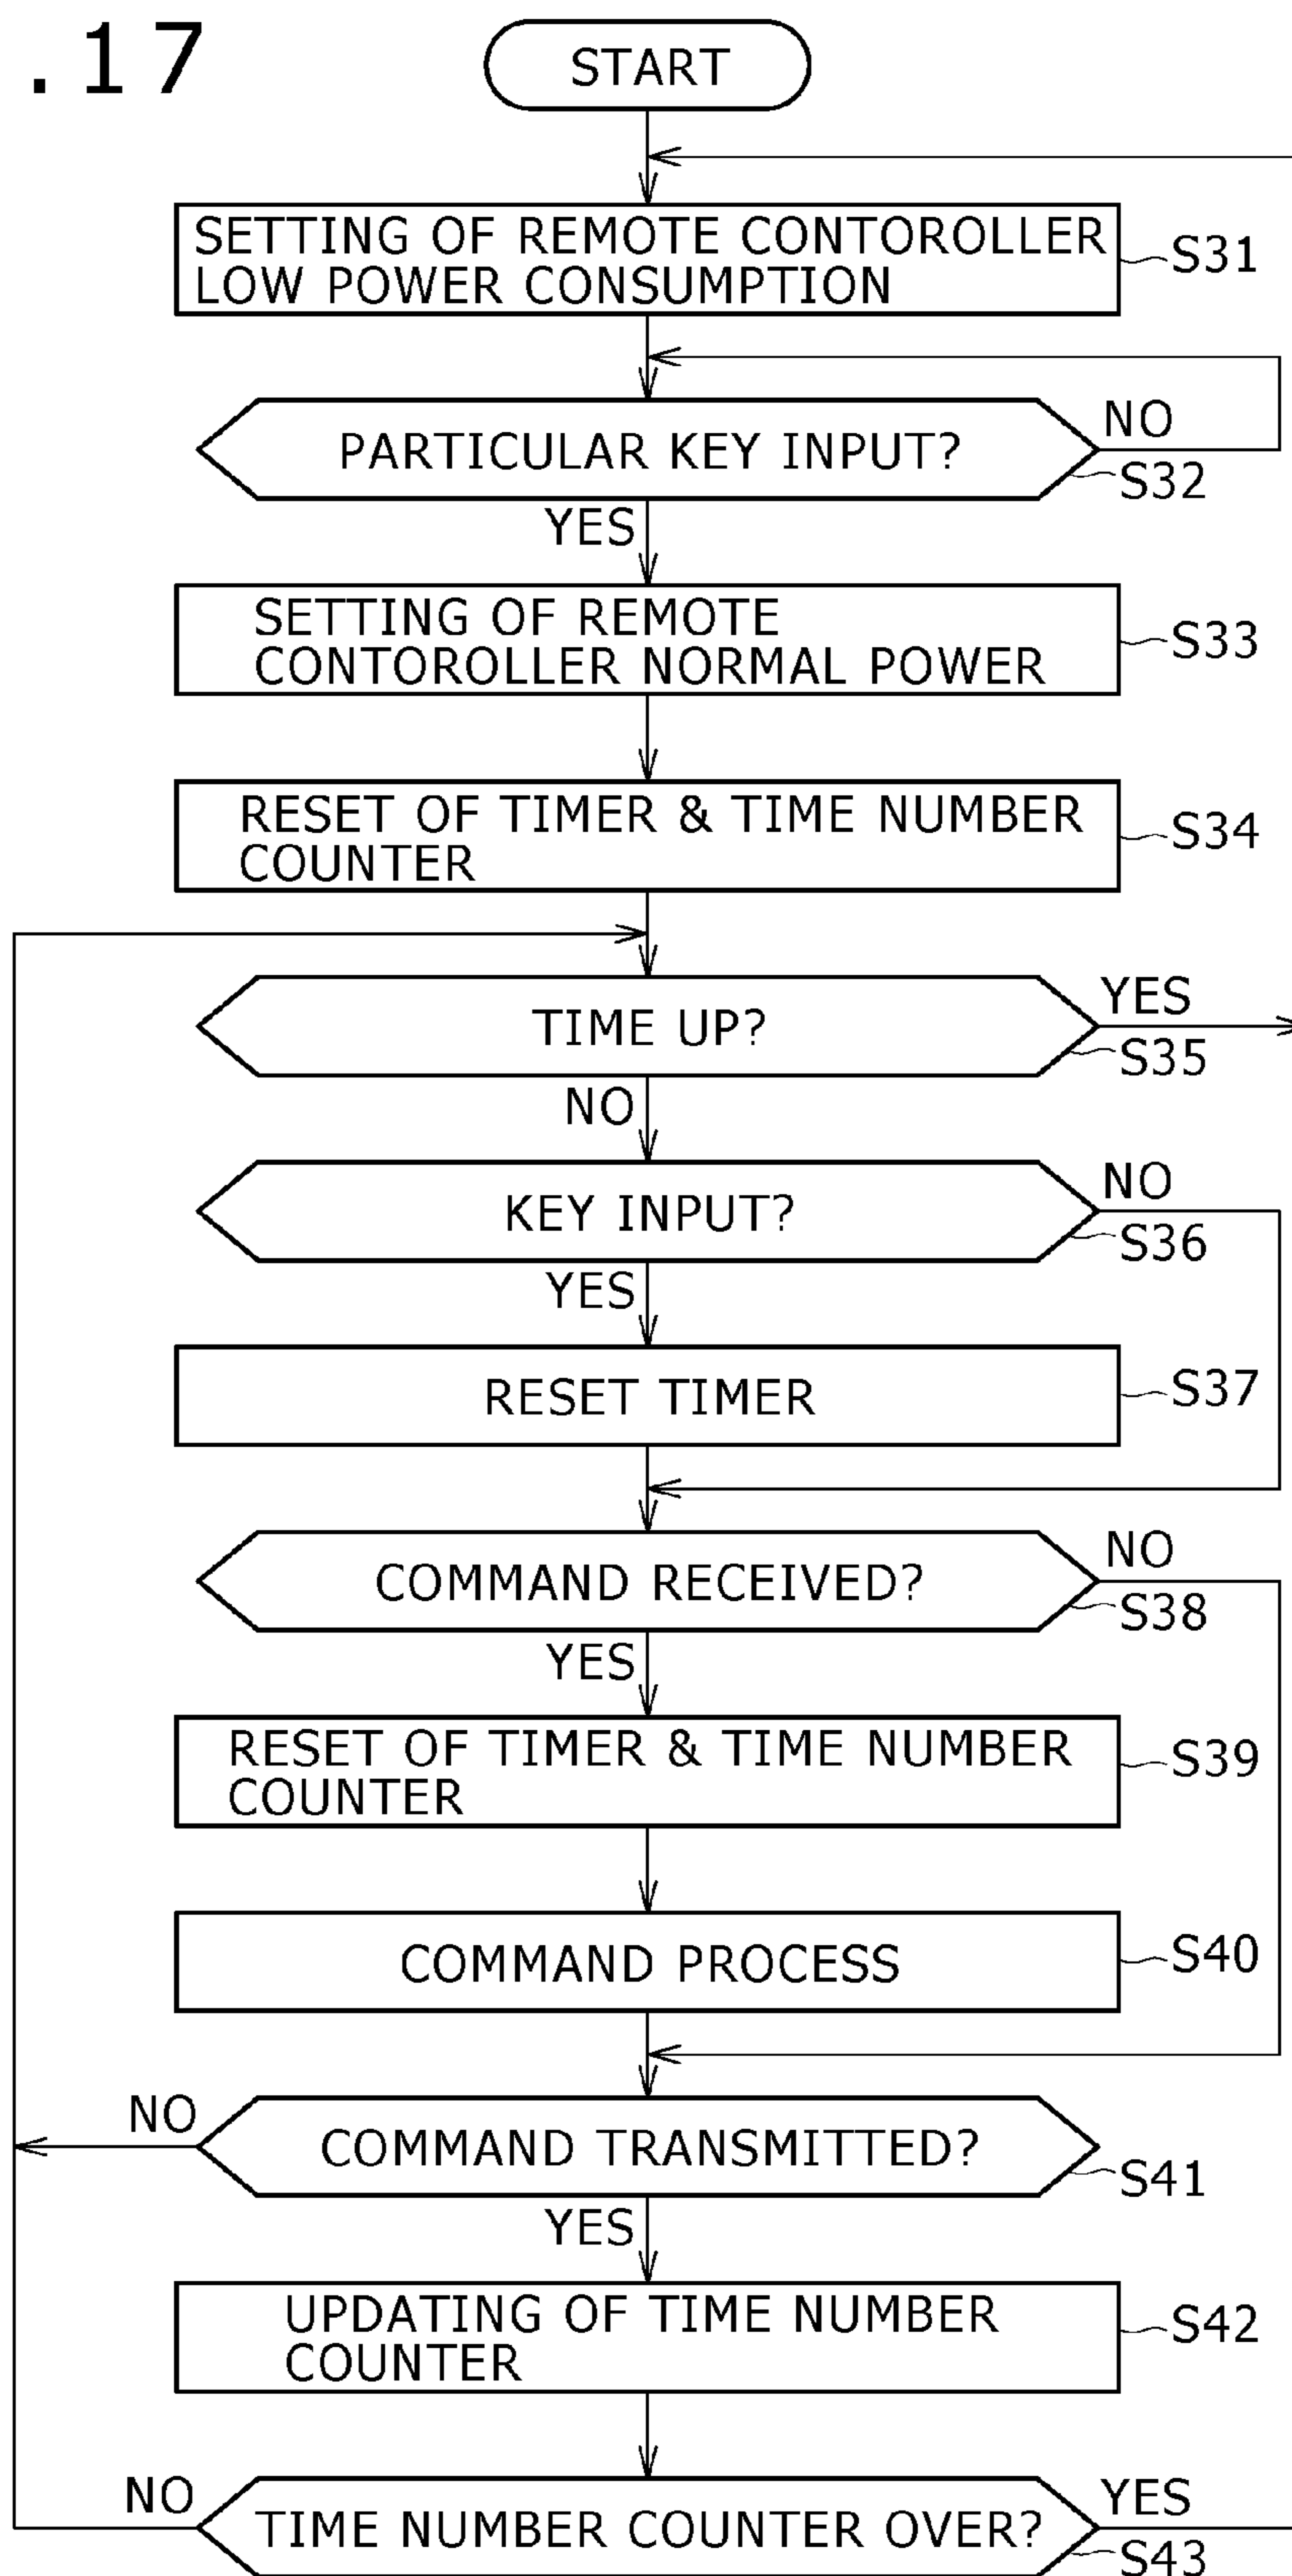 .17
START
SETTING OF REMOTE CONTOROLLER
LOW POWER CONSUMPTION
S31
PARTICULAR KEY INPUT?
NO
S32
YES
SETTING OF REMOTE
CONTOROLLER NORMAL POWER
S33
RESET OF TIMER & TIME NUMBER
COUNTER
S34
TIME UP?
YES
S35
NO
KEY INPUT?
NO
S36
YES
RESET TIMER
S37
COMMAND RECEIVED?
NO
S38
YES
RESET OF TIMER & TIME NUMBER
COUNTER
S39
COMMAND PROCESS
S40
NO
COMMAND TRANSMITTED?
S41
YES
UPDATING OF TIME NUMBER
COUNTER
S42
NO
TIME NUMBER COUNTER OVER?
YES
S43